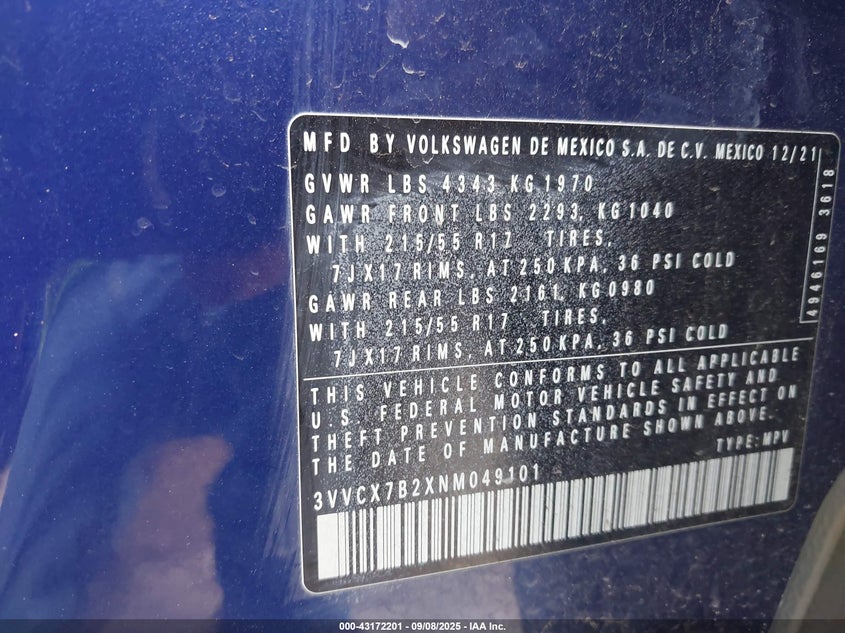 MFD BY VOLKSWAGEN DE MEXICO S.A. DE C.V. MEXICO 12/21
GVWR LBS 4343 KG 1970
GAWR FRONT LBS 2293, KG 1040
WITH 215/55 R17 TIRES,
7JX17 RIMS, AT 250 KPA, 36 PSI COLD
GAWR REAR LBS 2161, KG 0980
WITH 215/55 R17 TIRES,
7JX17 RIMS, AT 250 KPA, 36 PSI COLD
4946169 3618
THIS VEHICLE CONFORMS TO ALL APPLICABLE
U.S. FEDERAL MOTOR VEHICLE SAFETY AND
THEFT PREVENTION STANDARDS IN EFFECT ON
THE DATE OF MANUFACTURE SHOWN ABOVE.
TYPE: MPV
3VVCX7B2XNM049101
000-43172201 - 09/08/2025 - IAA Inc.